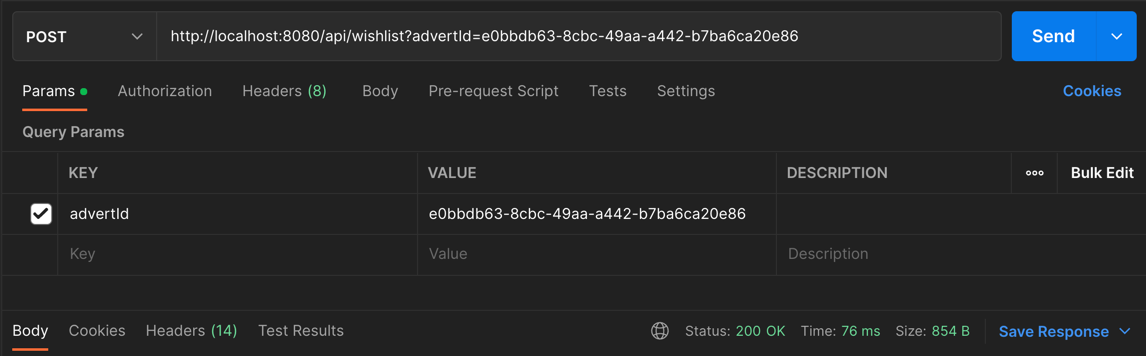 POST http://localhost:8080/api/wishlist?advertId=e0bbdb63-8cbc-49aa-a442-b7ba6ca20e86 Send
Params Authorization Headers (8) Body Pre-request Script Tests Settings Cookies
Query Params
KEY VALUE DESCRIPTION ooo Bulk Edit
advertId e0bbdb63-8cbc-49aa-a442-b7ba6ca20e86
Key Value Description
Body Cookies Headers (14) Test Results Status: 200 OK Time: 76 ms Size: 854 B Save Response